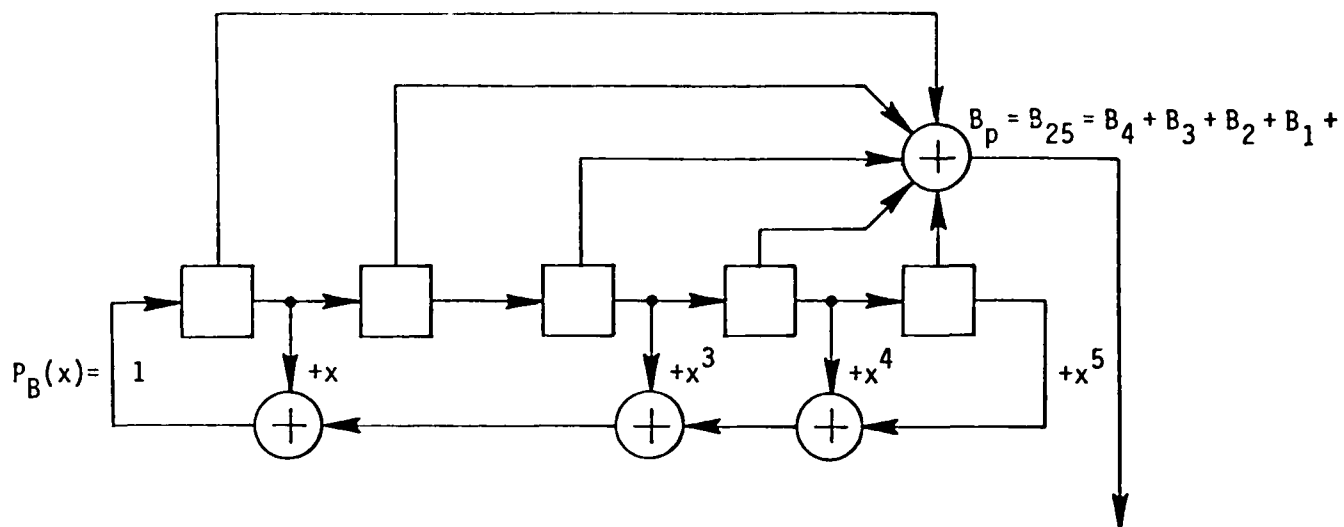 B_p = B_25 = B_4 + B_3 + B_2 + B_1 +
P_B(x)= 1 +x +x^3 +x^4 +x^5